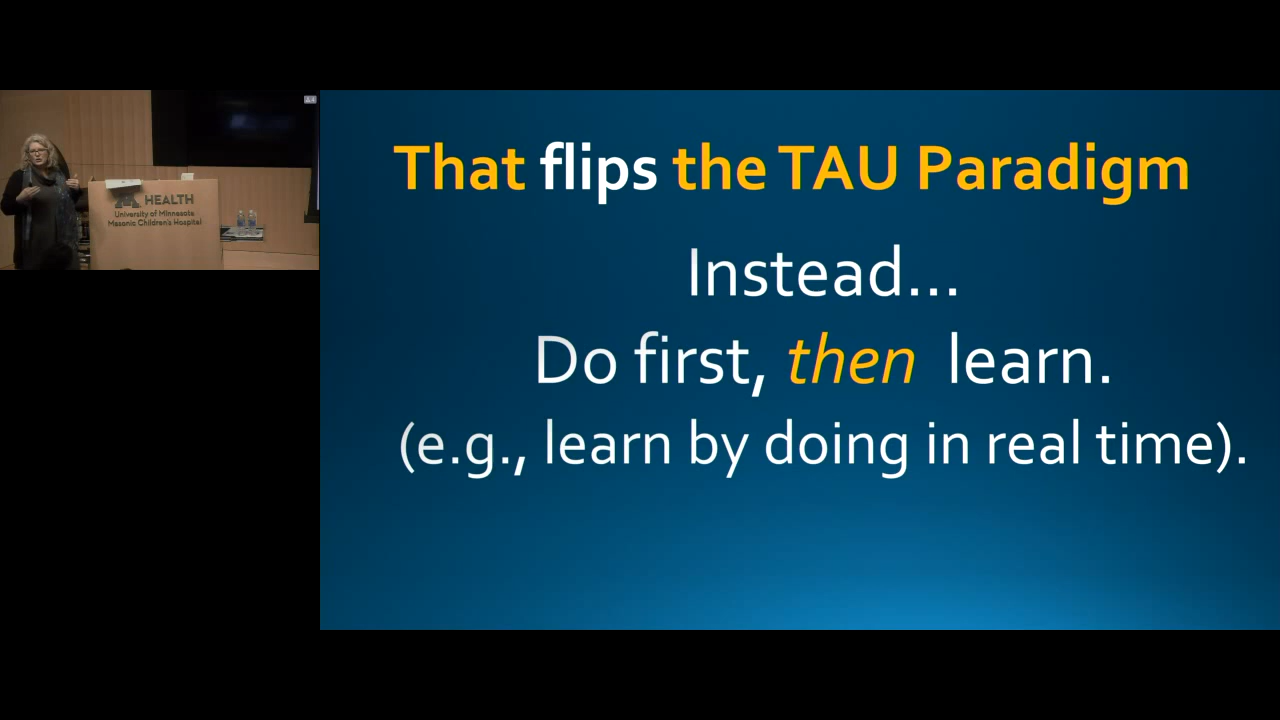 That flips the TAU Paradigm
Instead...
Do first, then learn.
(e.g., learn by doing in real time).
HEALTH
University of Minnesota
Masonic Children's Hospital